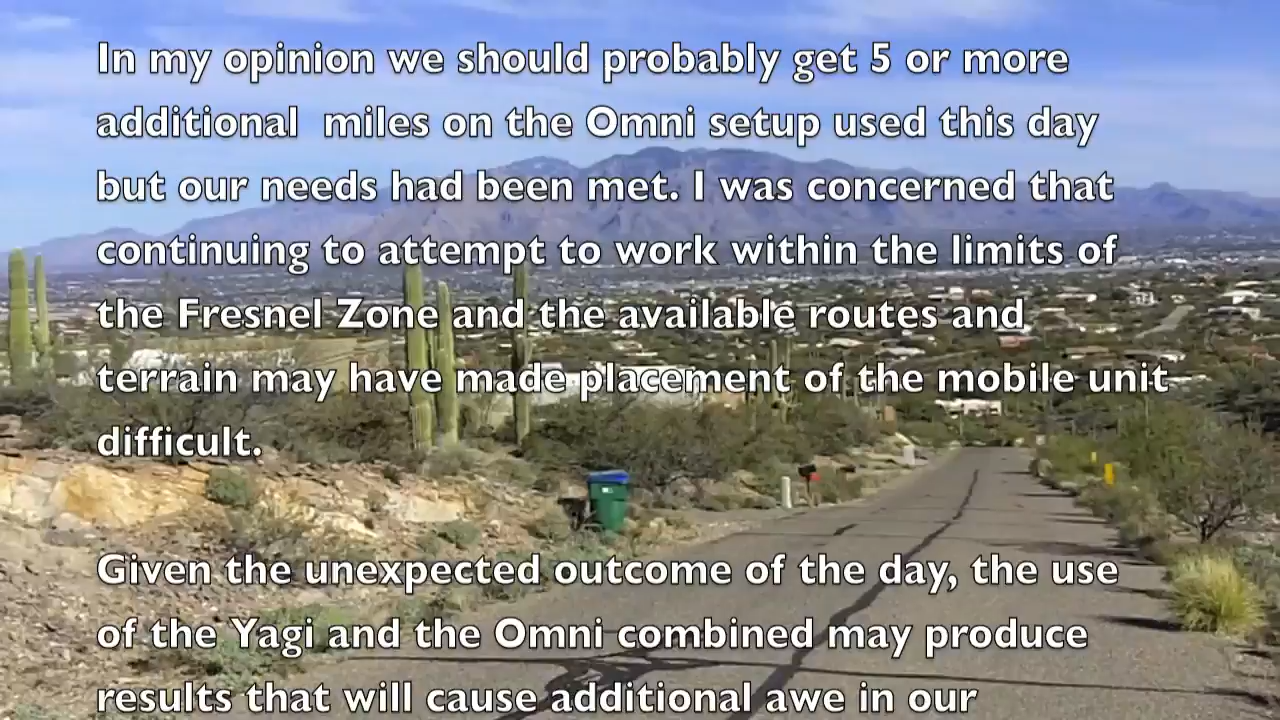 In my opinion we should probably get 5 or more
additional  miles on the Omni setup used this day
but our needs had been met. I was concerned that
continuing to attempt to work within the limits of
the Fresnel Zone and the available routes and
terrain may have made placement of the mobile unit
difficult.
Given the unexpected outcome of the day, the use
of the Yagi and the Omni combined may produce
results that will cause additional awe in our